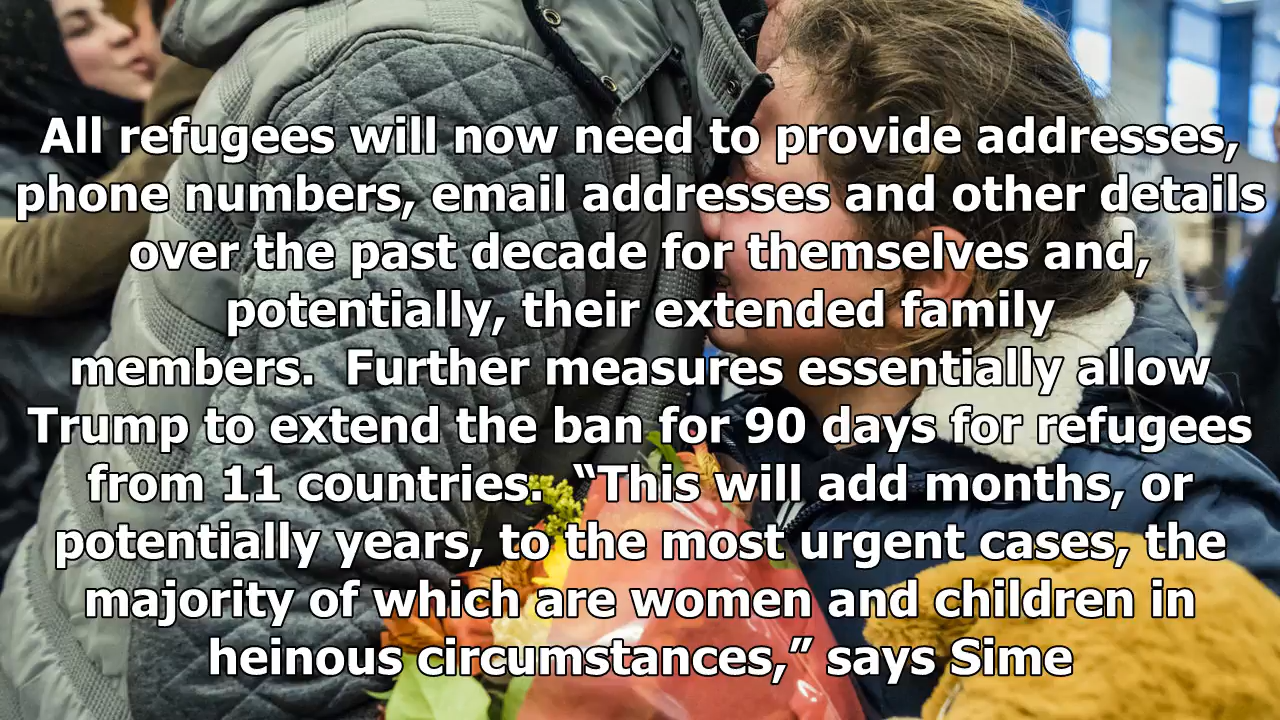 All refugees will now need to provide addresses,
phone numbers, email addresses and other details
over the past decade for themselves and,
potentially, their extended family
members.  Further measures essentially allow
Trump to extend the ban for 90 days for refugees
from 11 countries.  “This will add months, or
potentially years, to the most urgent cases, the
majority of which are women and children in
heinous circumstances,” says Sime